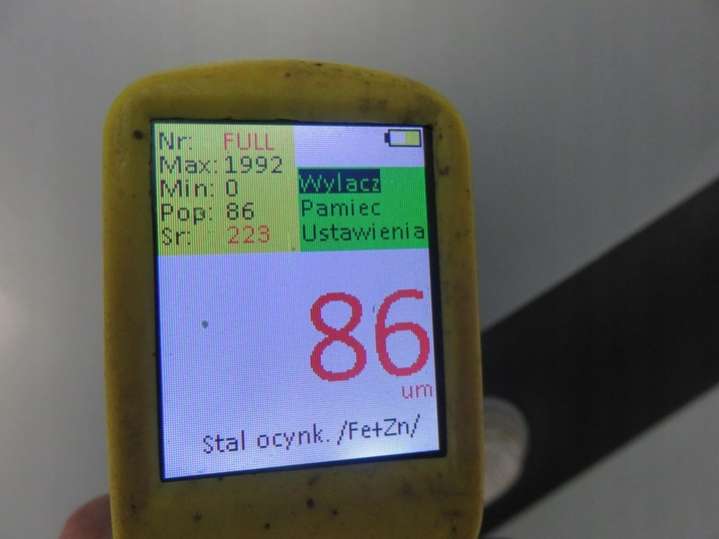 Nr: FULL
Max: 1992
Min: 0
Pop: 86
Sr: 223
Wylacz
Pamiec
Ustawienia
86
um
Stal ocynk. /Fe+Zn/